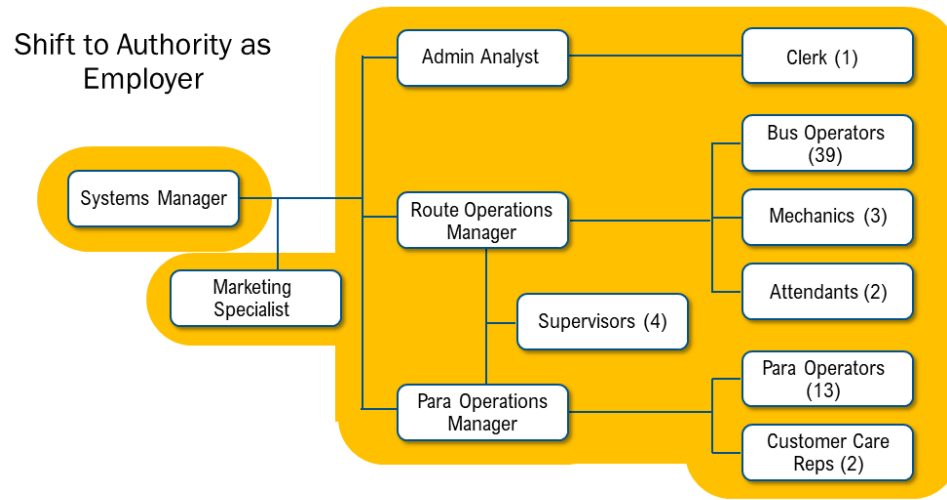 Shift to Authority as
Employer
Admin Analyst
Clerk (1)
Bus Operators
(39)
Systems Manager
Route Operations
Manager
Mechanics (3)
Marketing
Specialist
Attendants (2)
Supervisors (4)
Para Operators
(13)
Para Operations
Manager
Customer Care
Reps (2)